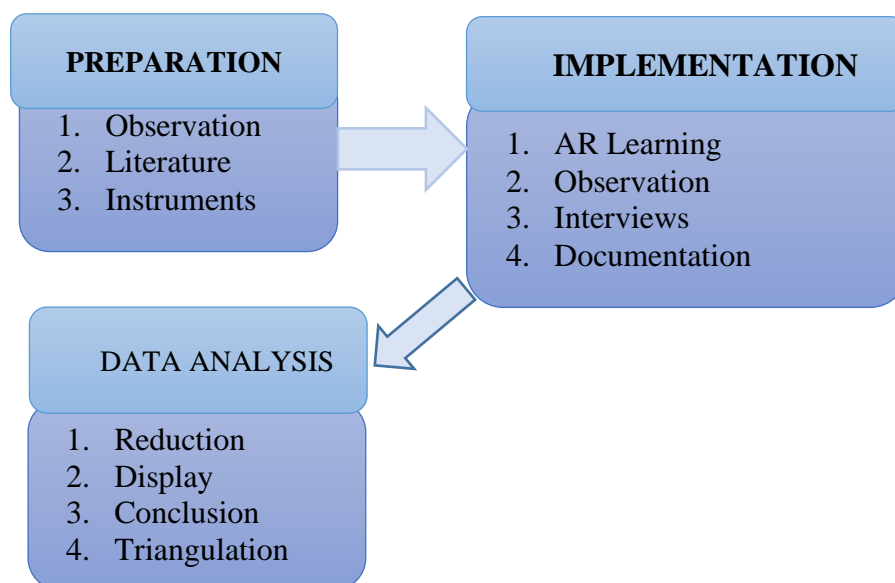 PREPARATION
1. Observation
2. Literature
3. Instruments
IMPLEMENTATION
1. AR Learning
2. Observation
3. Interviews
4. Documentation
DATA ANALYSIS
1. Reduction
2. Display
3. Conclusion
4. Triangulation